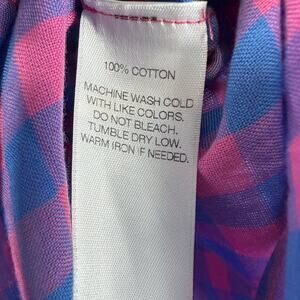 100% COTTON
MACHINE WASH COLD
WITH LIKE COLORS.
DO NOT BLEACH.
TUMBLE DRY LOW.
WARM IRON IF NEEDED.